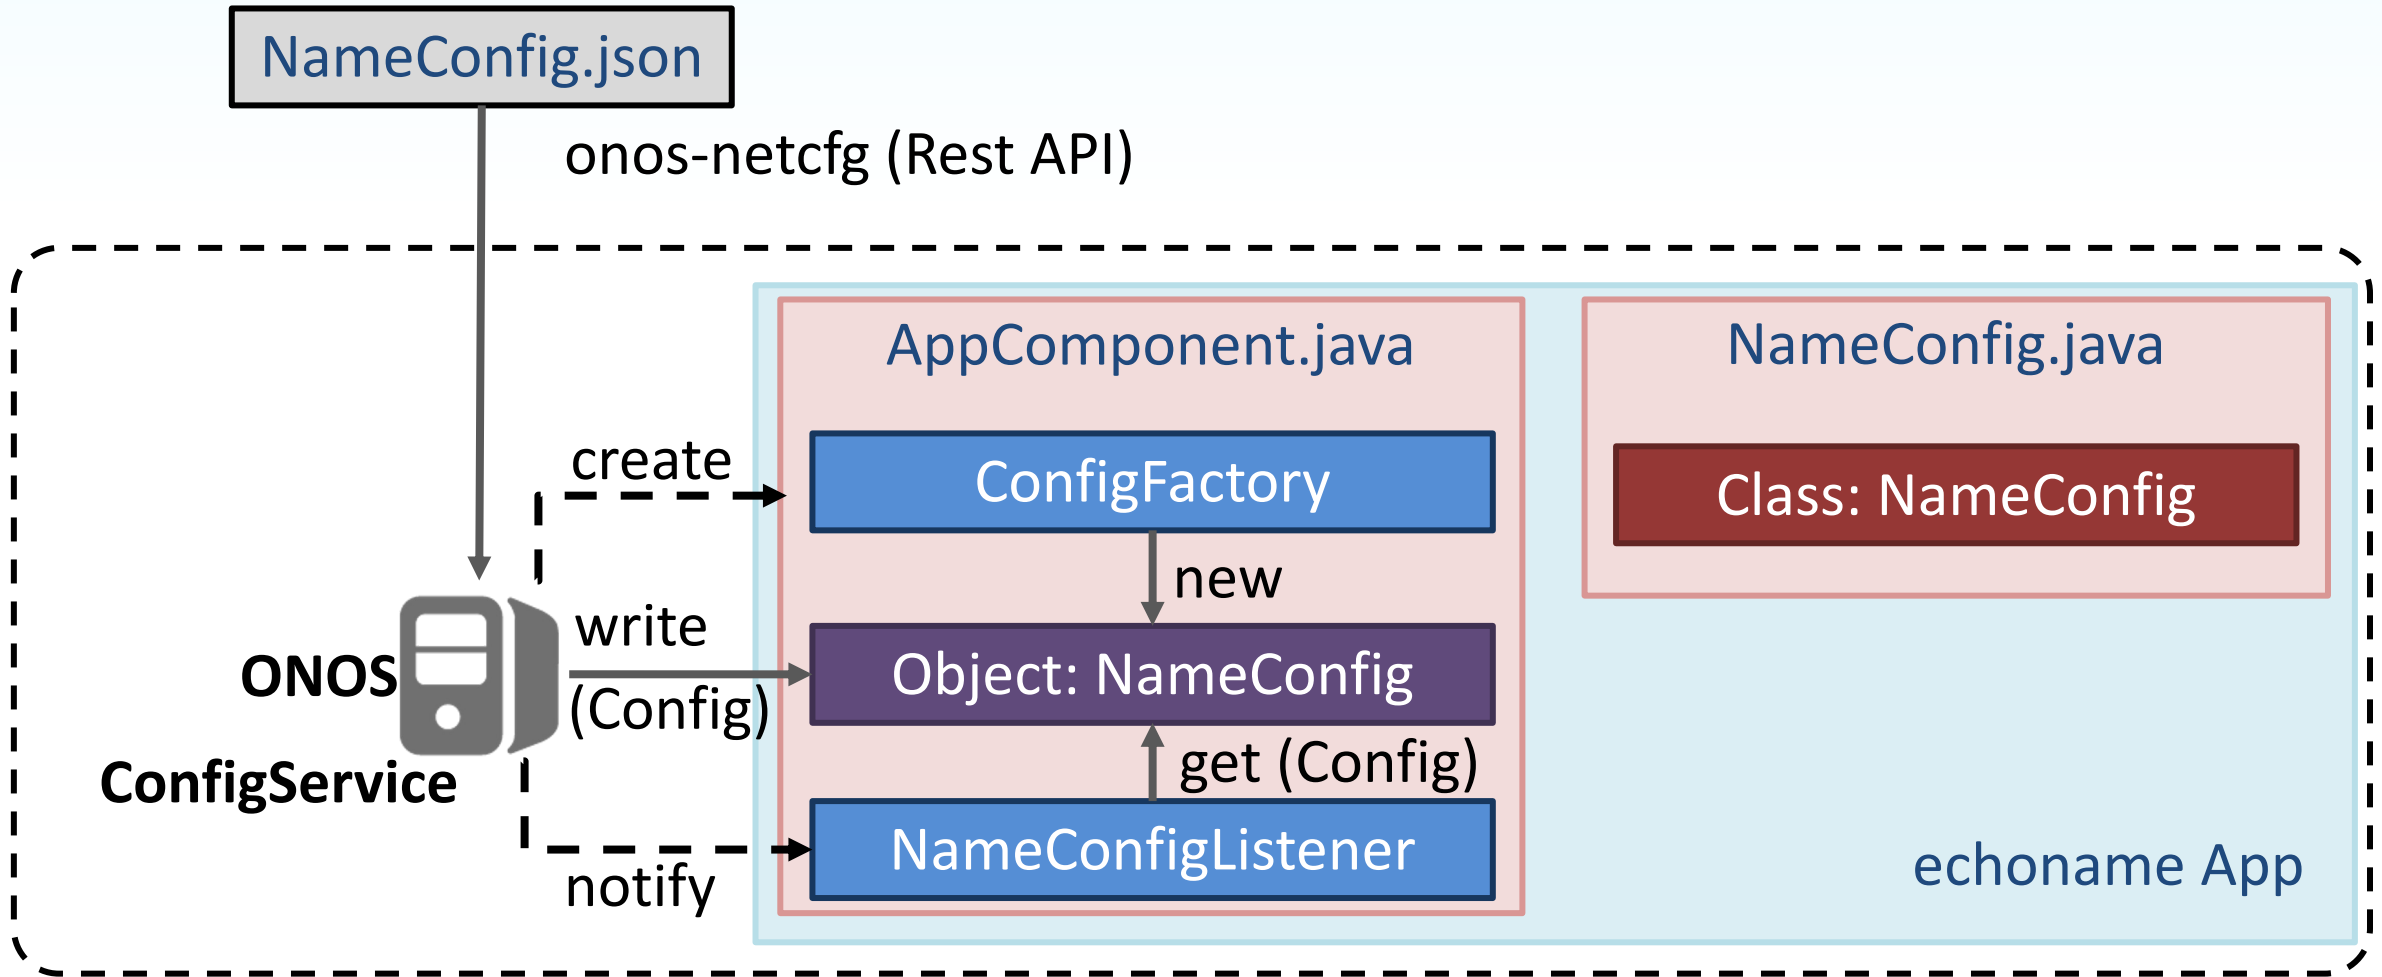 NameConfig.json
onos-netcfg (Rest API)
AppComponent.java
NameConfig.java
create
ConfigFactory
Class: NameConfig
new
write
ONOS
Object: NameConfig
(Config)
get (Config)
ConfigService
NameConfigListener
notify
echoname App